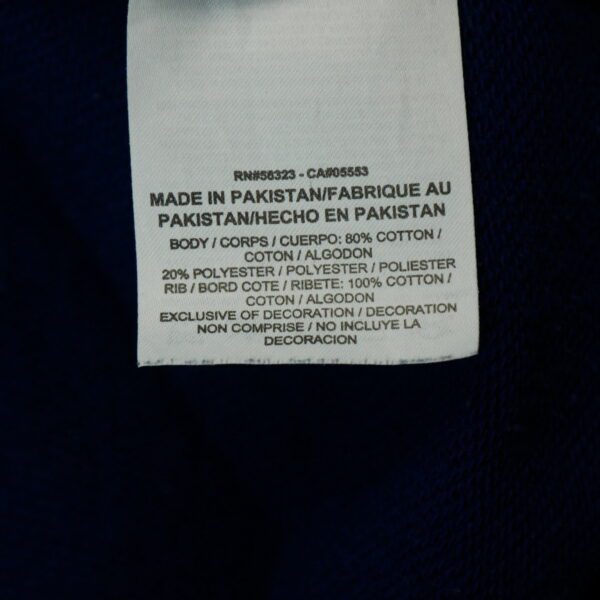 RN#56323 - CA#05553
MADE IN PAKISTAN/FABRIQUE AU
PAKISTAN/HECHO EN PAKISTAN
BODY / CORPS / CUERPO: 80% COTTON /
COTON / ALGODON
20% POLYESTER / POLYESTER / POLIESTER
RIB / BORD COTE / RIBETE: 100% COTTON /
COTON / ALGODON
EXCLUSIVE OF DECORATION / DECORATION
NON COMPRISE / NO INCLUYE LA
DECORACION